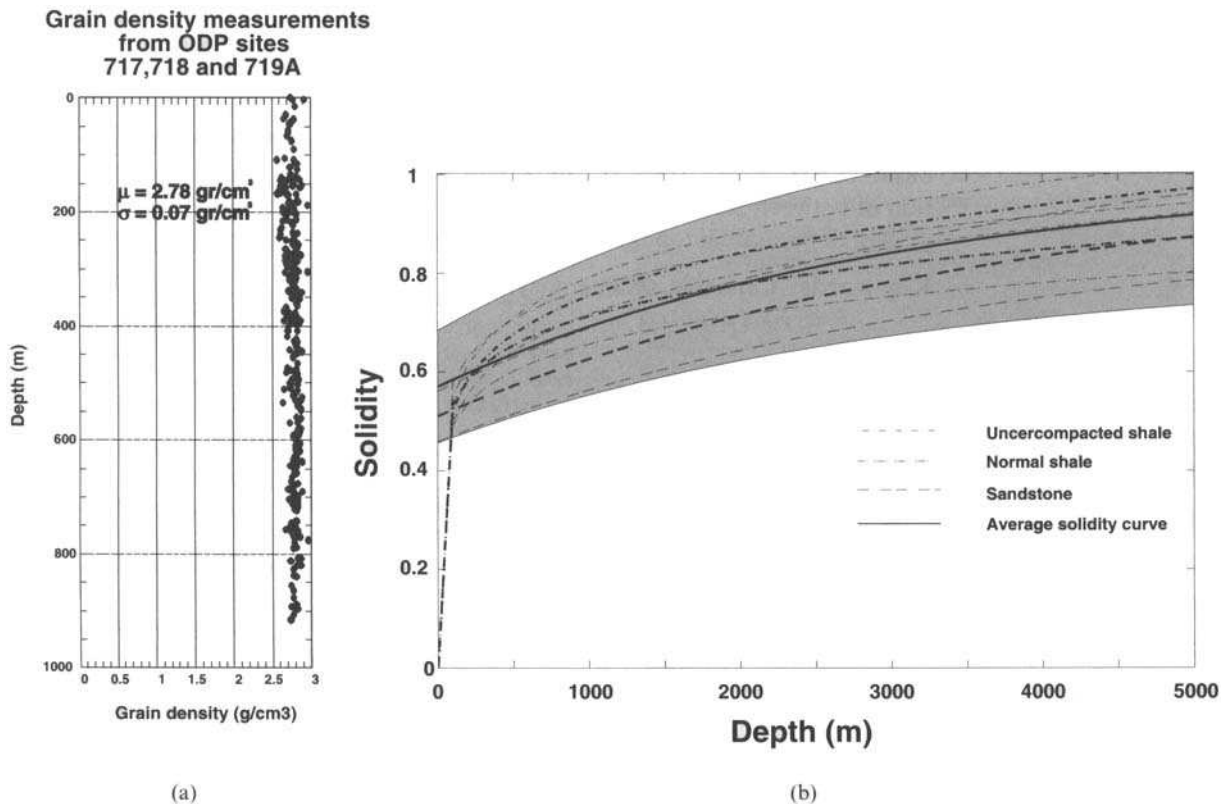 Grain density measurements
from ODP sites
717,718 and 719A
0
200
400
600
800
1000
Depth (m)
μ = 2.78 gr/cm³
σ = 0.07 gr/cm³
0 0.5 1 1.5 2 2.5 3
Grain density (g/cm3)
(a)
1
0.8
0.6
0.4
0.2
0
Solidity
Uncercompacted shale
Normal shale
Sandstone
Average solidity curve
0 1000 2000 3000 4000 5000
Depth (m)
(b)